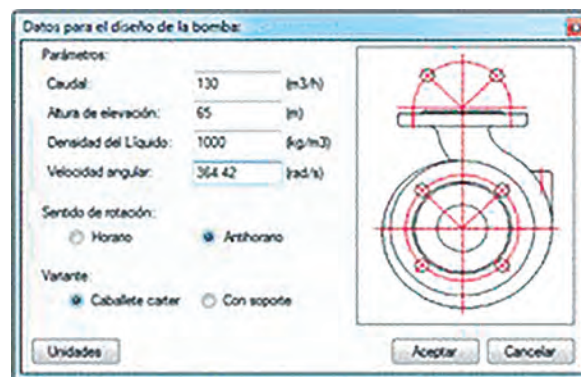 Datos para el diseño de la bomba:
Parámetros:
Caudal: 130 (m3/h)
Altura de elevación: 65 (m)
Densidad del Líquido: 1000 (kg/m3)
Velocidad angular: 364.42 (rad/s)
Sentido de rotación:
Horario Antihorario
Variante
Caballete carter Con soporte
Unidades Aceptar Cancelar